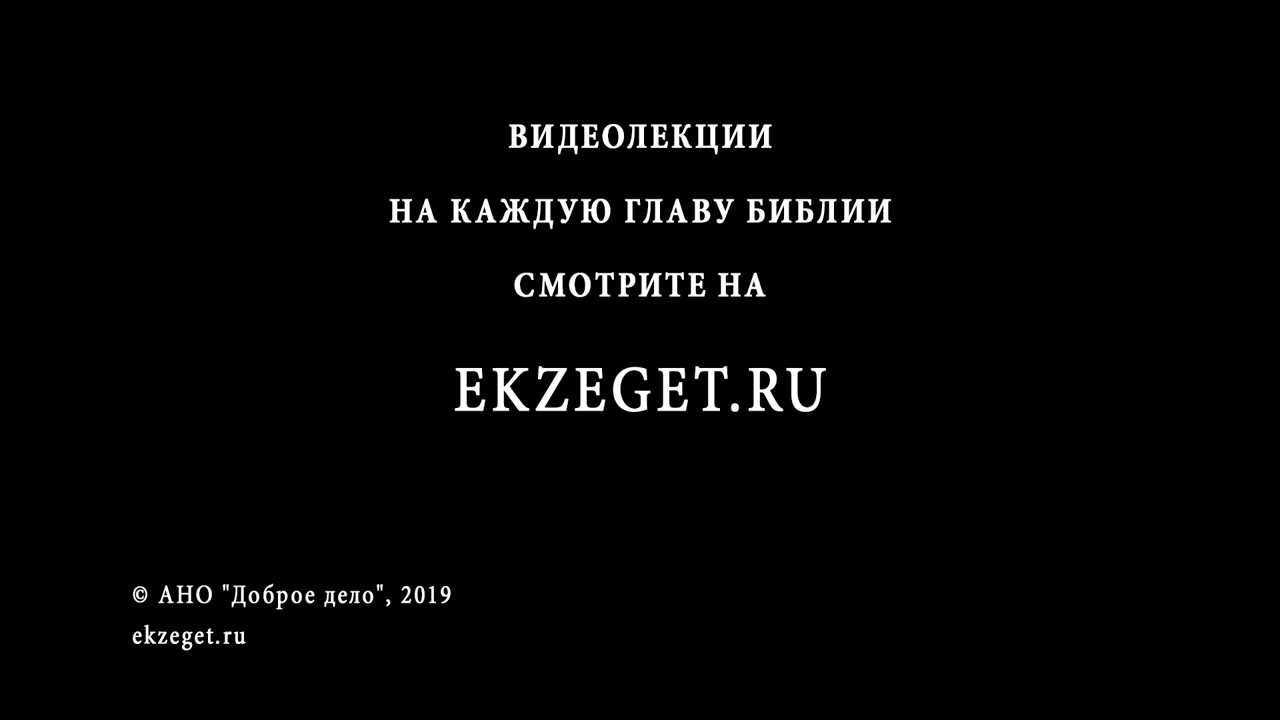 ВИДЕОЛЕКЦИИ
НА КАЖДУЮ ГЛАВУ БИБЛИИ
СМОТРИТЕ НА
EKZEGET.RU
© АНО "Доброе дело", 2019
ekzeget.ru